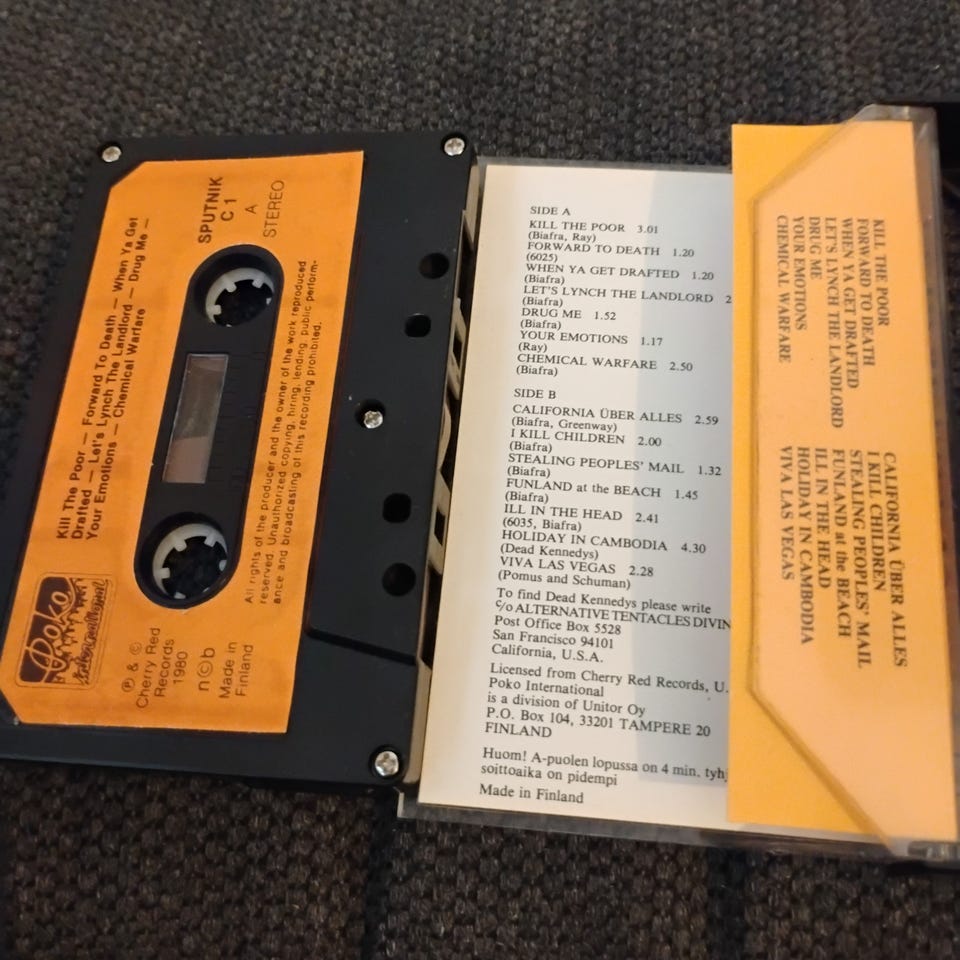 Kill The Poor — Forward To Death — When Ya Get
Drafted — Let's Lynch The Landlord — Drug Me —
Your Emotions — Chemical Warfare
SPUTNIK
C 1
A
STEREO
All rights of the producer and the owner of the work reproduced
reserved. Unauthorized copying, hiring, lending, public perform-
ance and broadcasting of this recording prohibited.
Poko
International
℗ & ©
Cherry Red
Records
1980
n©b
Made in
Finland
SIDE A
KILL THE POOR 3.01
(Biafra, Ray)
FORWARD TO DEATH 1.20
(6025)
WHEN YA GET DRAFTED 1.20
(Biafra)
LET'S LYNCH THE LANDLORD 2
(Biafra)
DRUG ME 1.52
(Biafra)
YOUR EMOTIONS 1.17
(Ray)
CHEMICAL WARFARE 2.50
(Biafra)
SIDE B
CALIFORNIA ÜBER ALLES 2.59
(Biafra, Greenway)
I KILL CHILDREN 2.00
(Biafra)
STEALING PEOPLES' MAIL 1.32
(Biafra)
FUNLAND at the BEACH 1.45
(Biafra)
ILL IN THE HEAD 2.41
(6035, Biafra)
HOLIDAY IN CAMBODIA 4.30
(Dead Kennedys)
VIVA LAS VEGAS 2.28
(Pomus and Schuman)
To find Dead Kennedys please write
c/o ALTERNATIVE TENTACLES DIVIN
Post Office Box 5528
San Francisco 94101
California, U.S.A.
Licensed from Cherry Red Records, U.
Poko International
is a division of Unitor Oy
P.O. Box 104, 33201 TAMPERE 20
FINLAND
Huom! A-puolen lopussa on 4 min. tyhj
soittoaika on pidempi
Made in Finland
KILL THE POOR
FORWARD TO DEATH
WHEN YA GET DRAFTED
LET'S LYNCH THE LANDLORD
DRUG ME
YOUR EMOTIONS
CHEMICAL WARFARE
CALIFORNIA ÜBER ALLES
I KILL CHILDREN
STEALING PEOPLES' MAIL
FUNLAND at the BEACH
ILL IN THE HEAD
HOLIDAY IN CAMBODIA
VIVA LAS VEGAS